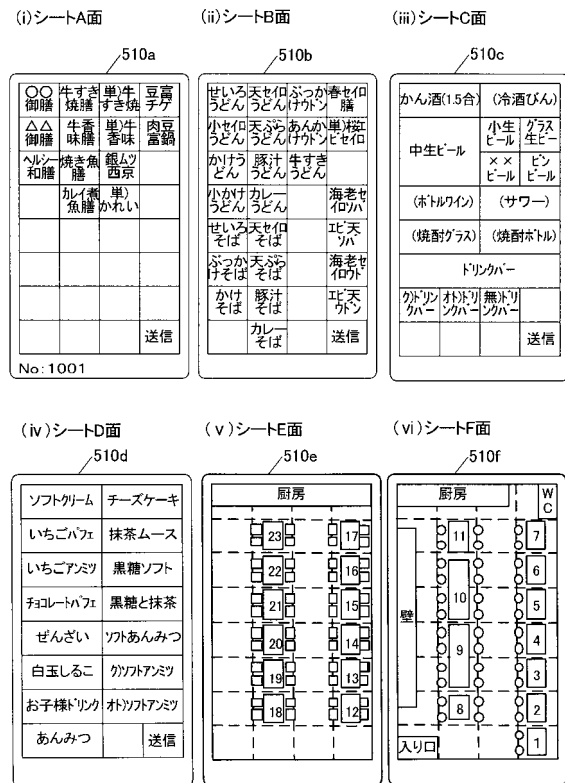 (i)シートA面
510a
○○御膳 牛すき焼膳 単)牛すき焼 豆富チゲ
△△御膳 牛香味膳 単)牛香味 肉豆富鍋
ヘルシー和膳 焼き魚膳 銀ムツ西京
カレイ煮魚膳 単)かれい
送信
No:1001
(ii)シートB面
510b
せいろうどん 天セイロうどん ぶっかけウドン 春セイロ膳
小セイロうどん 天ぷらうどん あんかけウドン 単)桜エビセイロ
かけうどん 豚汁うどん 牛すきうどん
小かけうどん カレーうどん 海老セイロソバ
せいろそば 天セイロそば エビ天ソバ
ぶっかけそば 天ぷらそば 海老セイロウド
かけそば 豚汁そば エビ天ウドン
カレーそば 送信
(iii)シートC面
510c
かん酒(1.5合) (冷酒びん)
中生ビール 小生ビール グラス生ビー
××ビール ビンビール
(ボトルワイン) (サワー)
(焼酎グラス) (焼酎ボトル)
ドリンクバー
ク)ドリンクバー オト)ドリンクバー 無)ドリンクバー
送信
(iv)シートD面
510d
ソフトクリーム チーズケーキ
いちごパフェ 抹茶ムース
いちごアンミツ 黒糖ソフト
チョコレートパフェ 黒糖と抹茶
ぜんざい ソフトあんみつ
白玉しるこ ク)ソフトアンミツ
お子様ドリンク オト)ソフトアンミツ
あんみつ 送信
(v)シートE面
510e
厨房
23 17
22 16
21 15
20 14
19 13
18 12
(vi)シートF面
510f
厨房 WC
11 7
6
10 5
壁
4
9 3
8 2
入り口 1